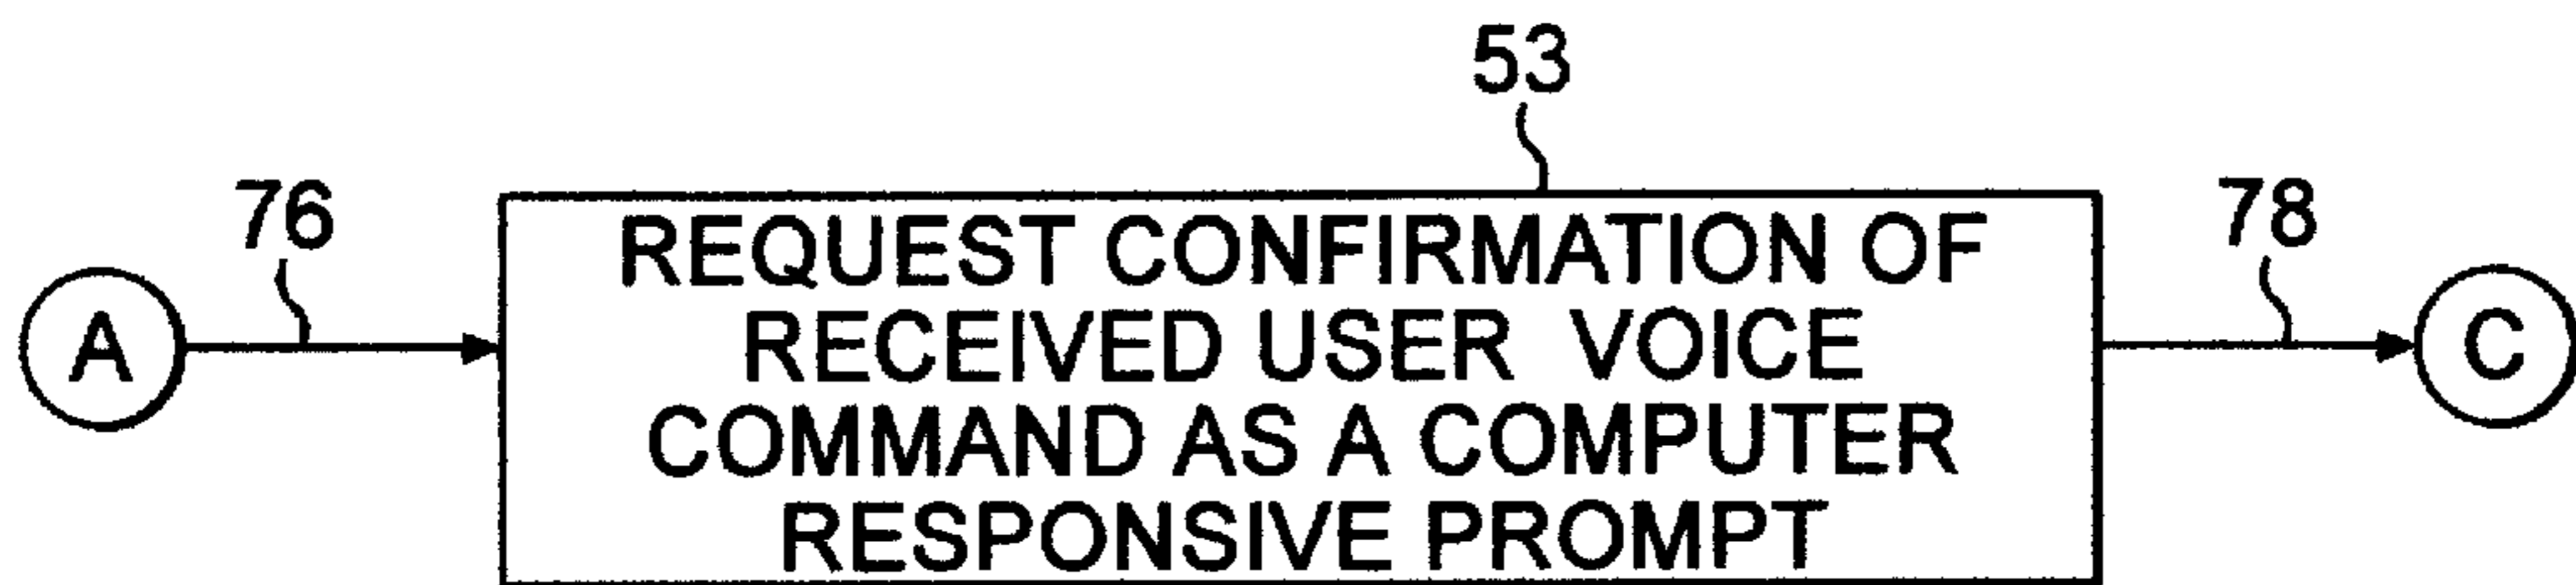 53
76
78
A
REQUEST CONFIRMATION OF
RECEIVED USER VOICE
COMMAND AS A COMPUTER
RESPONSIVE PROMPT
C